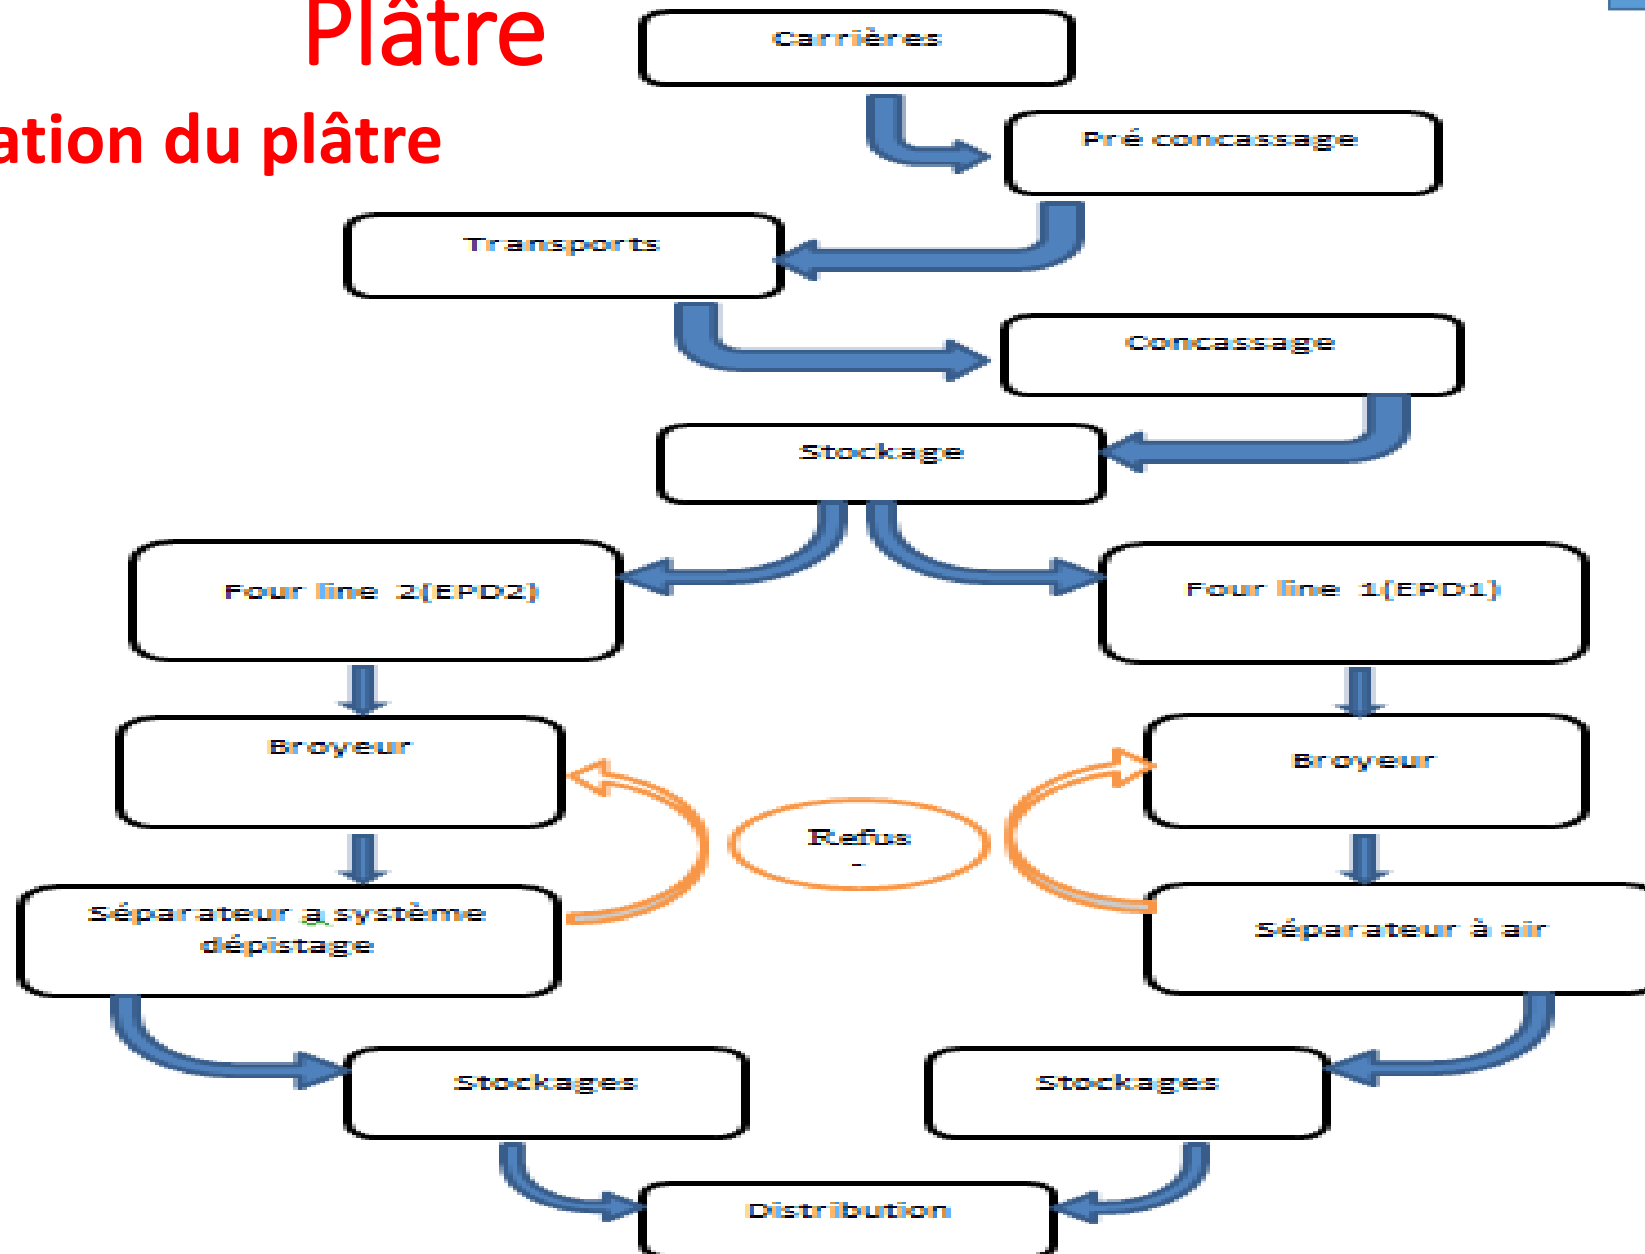 Plâtre
ation du plâtre
Carrières
Pré concassage
Transports
Concassage
Stockage
Four line 2(EPD2)
Four line 1(EPD1)
Broyeur
Broyeur
Refus
-
Séparateur a système
dépistage
Séparateur à air
Stockages
Stockages
Distribution